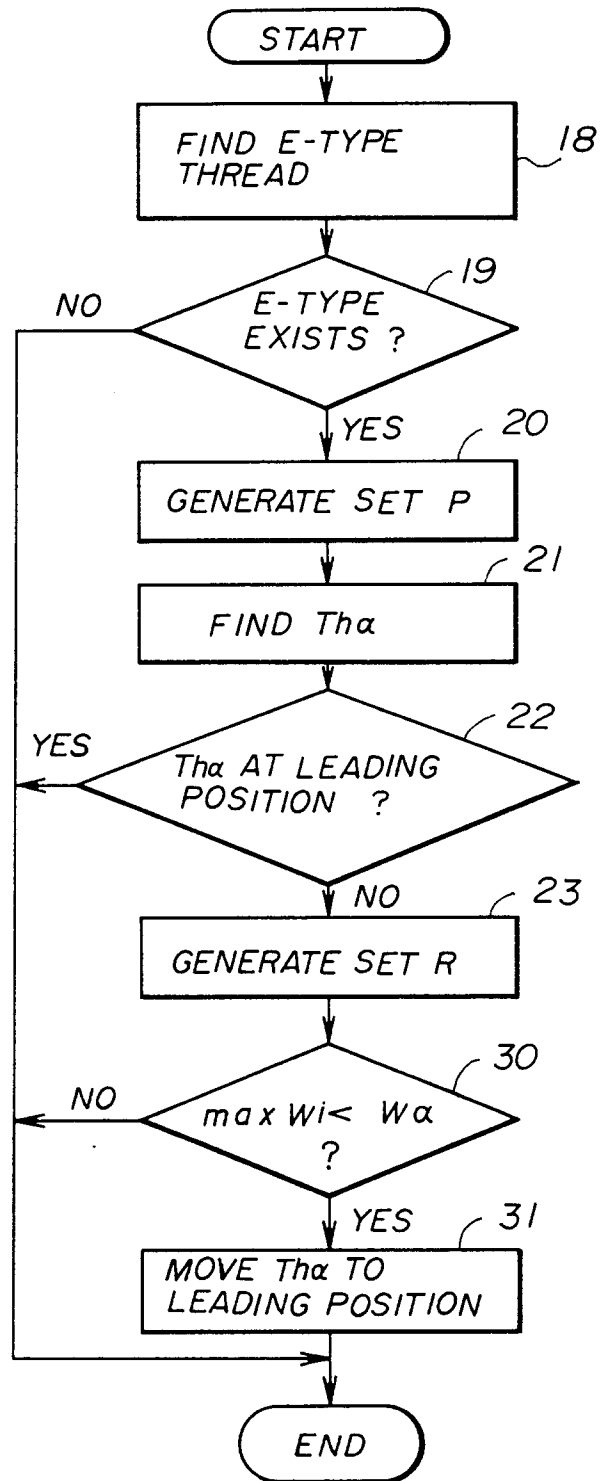 START
FIND E-TYPE
THREAD
18
19
NO
E-TYPE
EXISTS ?
YES
20
GENERATE SET P
21
FIND Thα
22
YES
Thα AT LEADING
POSITION ?
NO
23
GENERATE SET R
30
NO
max Wi< Wα
?
YES
31
MOVE Thα TO
LEADING POSITION
END